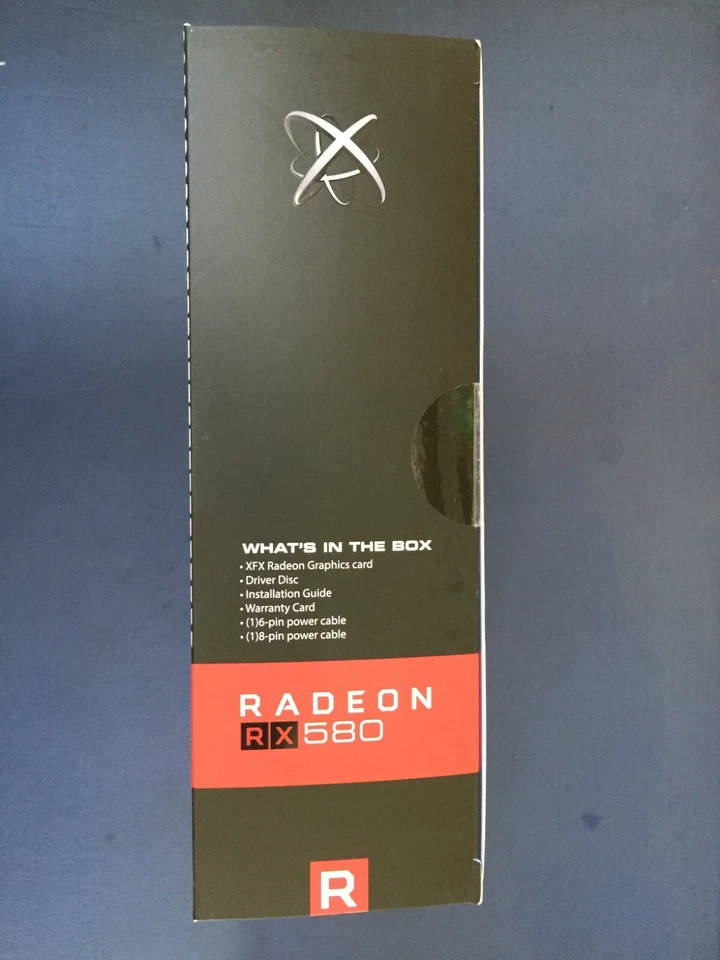 WHAT'S IN THE BOX
• XFX Radeon Graphics card
• Driver Disc
• Installation Guide
• Warranty Card
• (1)6-pin power cable
• (1)8-pin power cable
RADEON
RX 580
R